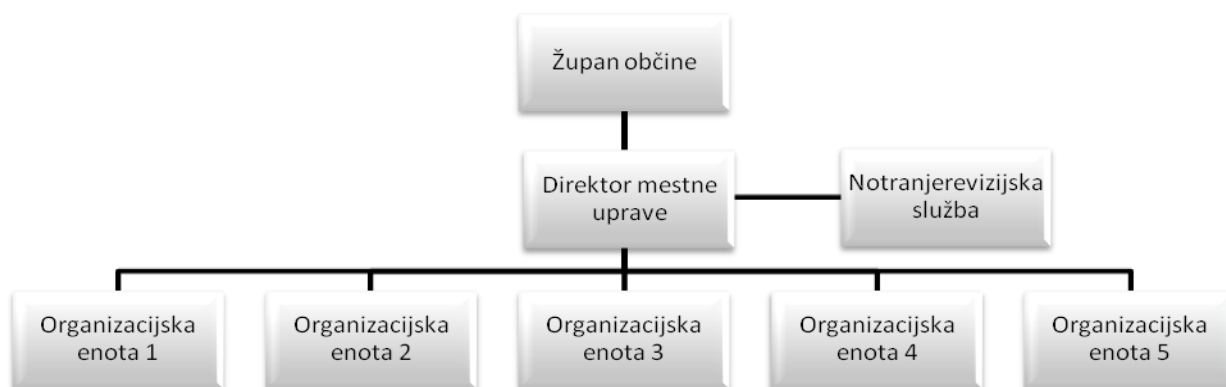 Župan občine
Direktor mestne
uprave
Notranjerevizijska
služba
Organizacijska
enota 1
Organizacijska
enota 2
Organizacijska
enota 3
Organizacijska
enota 4
Organizacijska
enota 5